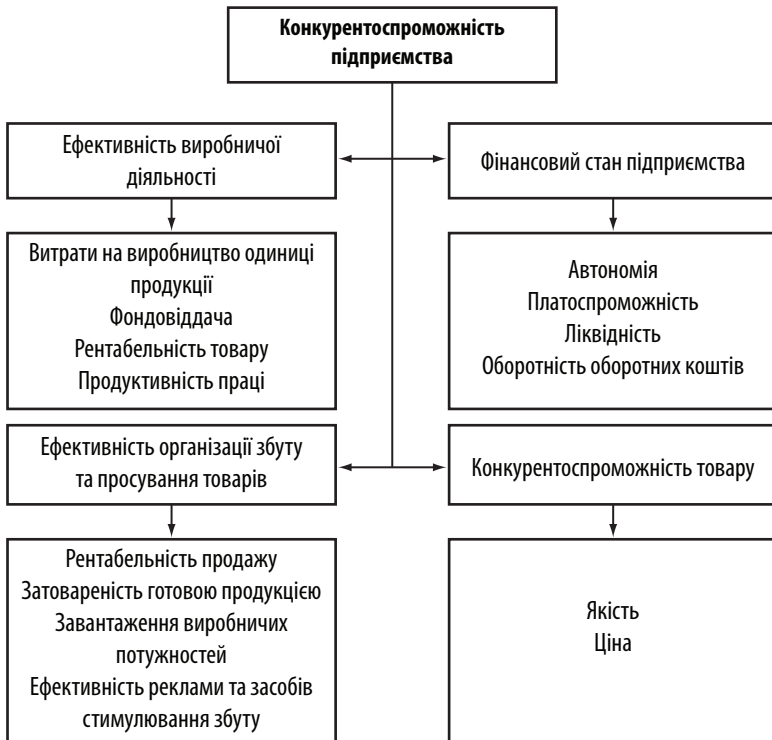 Конкурентоспроможність
підприємства
Ефективність виробничої
діяльності
Фінансовий стан підприємства
Витрати на виробництво одиниці
продукції
Фондовіддача
Рентабельність товару
Продуктивність праці
Автономія
Платоспроможність
Ліквідність
Оборотність оборотних коштів
Ефективність організації збуту
та просування товарів
Конкурентоспроможність товару
Рентабельність продажу
Затовареність готовою продукцією
Завантаження виробничих
потужностей
Ефективність реклами та засобів
стимулювання збуту
Якість
Ціна